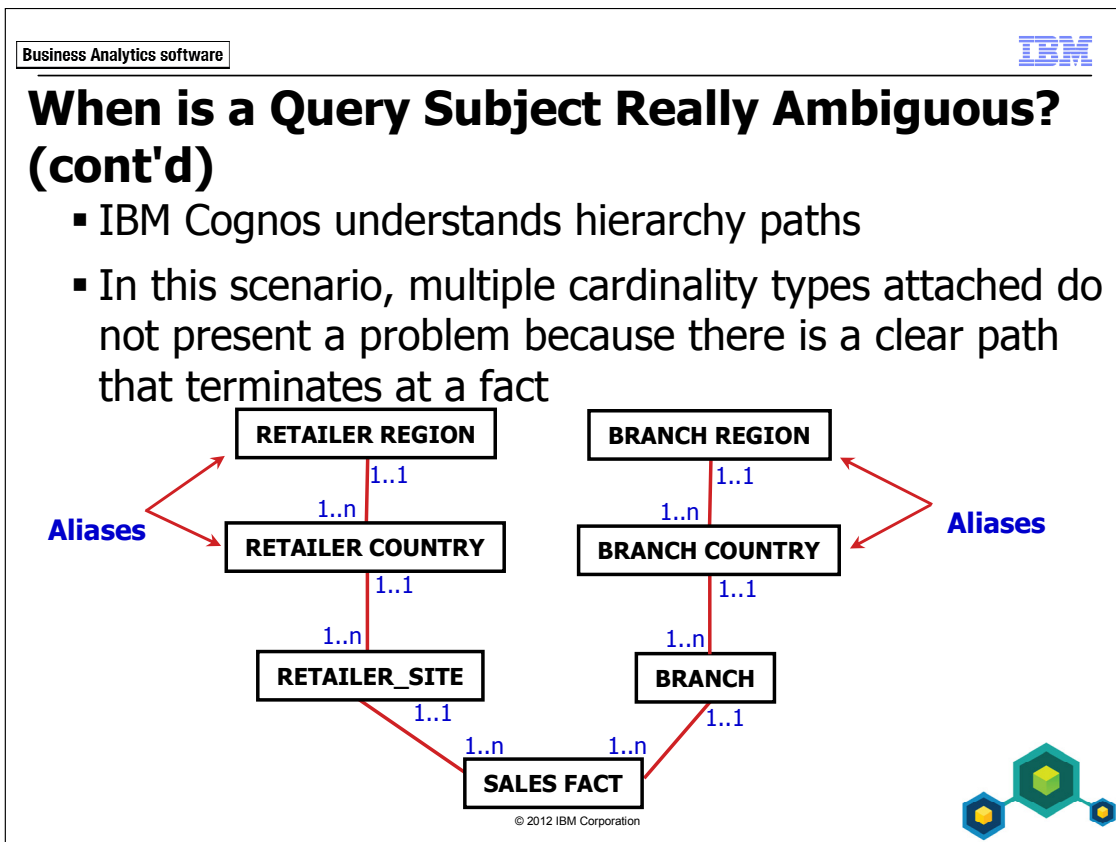 Business Analytics software
IBM
When is a Query Subject Really Ambiguous?
(cont'd)
▪ IBM Cognos understands hierarchy paths
▪ In this scenario, multiple cardinality types attached do
not present a problem because there is a clear path
that terminates at a fact
RETAILER REGION
BRANCH REGION
1..1
1..1
1..n
1..n
Aliases
Aliases
RETAILER COUNTRY
BRANCH COUNTRY
1..1
1..1
1..n
1..n
RETAILER_SITE
BRANCH
1..1
1..1
1..n
1..n
SALES FACT
© 2012 IBM Corporation